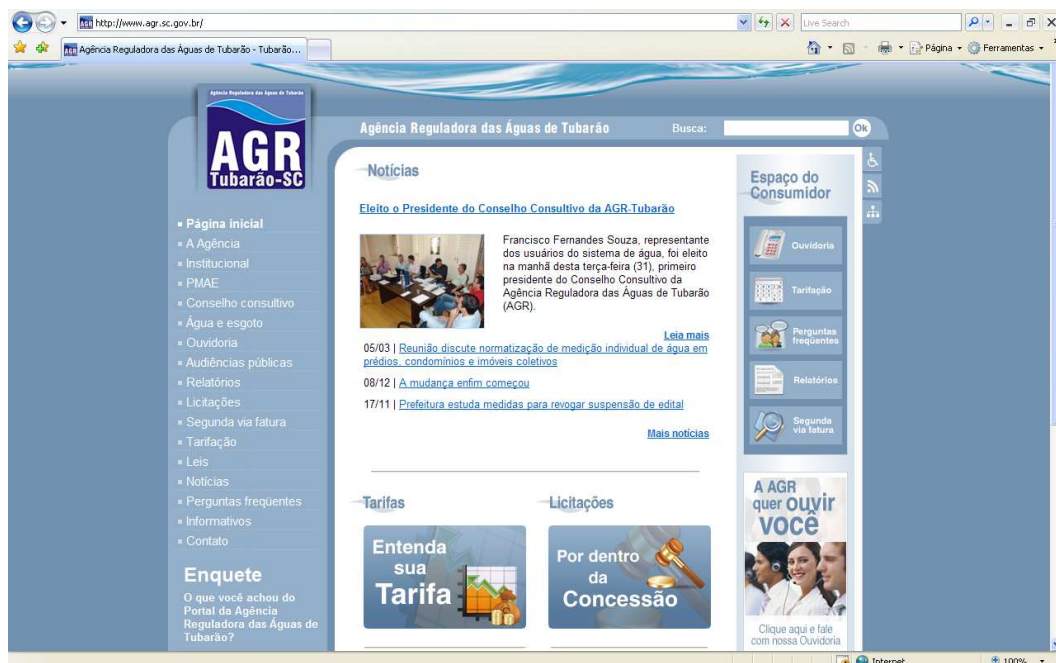 http://www.agr.sc.gov.br/
Live Search
Agência Reguladora das Águas de Tubarão - Tubarão...
Página
Ferramentas
Agência Reguladora das Águas de Tubarão
AGR
Tubarão-SC
Agência Reguladora das Águas de Tubarão
Busca:
Ok
Página inicial
A Agência
Institucional
PMAE
Conselho consultivo
Água e esgoto
Ouvidoria
Audiências públicas
Relatórios
Licitações
Segunda via fatura
Tarifação
Leis
Notícias
Perguntas freqüentes
Informativos
Contato
Enquete
O que você achou do
Portal da Agência
Reguladora das Águas de
Tubarão?
Notícias
Eleito o Presidente do Conselho Consultivo da AGR-Tubarão
Francisco Fernandes Souza, representante
dos usuários do sistema de água, foi eleito
na manhã desta terça-feira (31), primeiro
presidente do Conselho Consultivo da
Agência Reguladora das Águas de Tubarão
(AGR).
Leia mais
05/03 | Reunião discute normatização de medição individual de água em
prédios, condomínios e imóveis coletivos
08/12 | A mudança enfim começou
17/11 | Prefeitura estuda medidas para revogar suspensão de edital
Mais notícias
Tarifas
Entenda
sua
Tarifa
Licitações
Por dentro
da
Concessão
Espaço do
Consumidor
Ouvidoria
Tarifação
Perguntas
freqüentes
Relatórios
Segunda
via fatura
A AGR
quer ouvir
você
Clique aqui e fale
com nossa Ouvidoria
Internet
100%